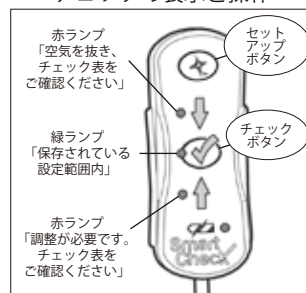 赤ランプ
「空気を抜き、
チェック表を
ご確認ください」
セット
アップ
ボタン
緑ランプ
「保存されている
設定範囲内」
チェック
ボタン
赤ランプ
「調整が必要です。
チェック表を
ご確認ください」
Smart
Check